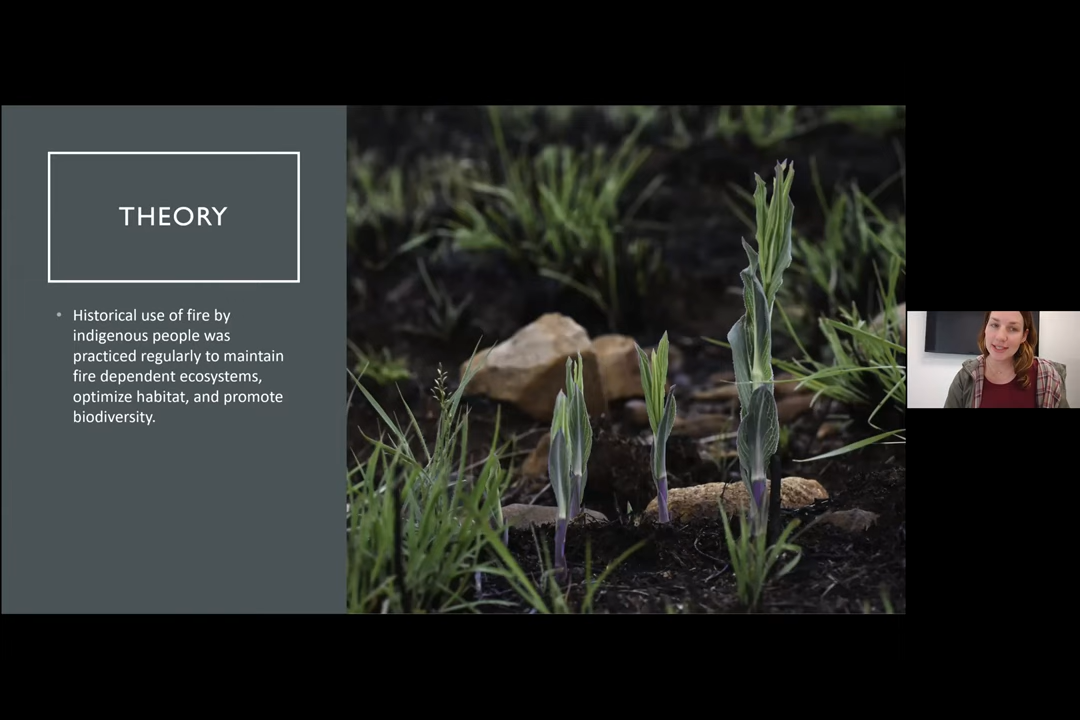 THEORY
• Historical use of fire by
indigenous people was
practiced regularly to maintain
fire dependent ecosystems,
optimize habitat, and promote
biodiversity.